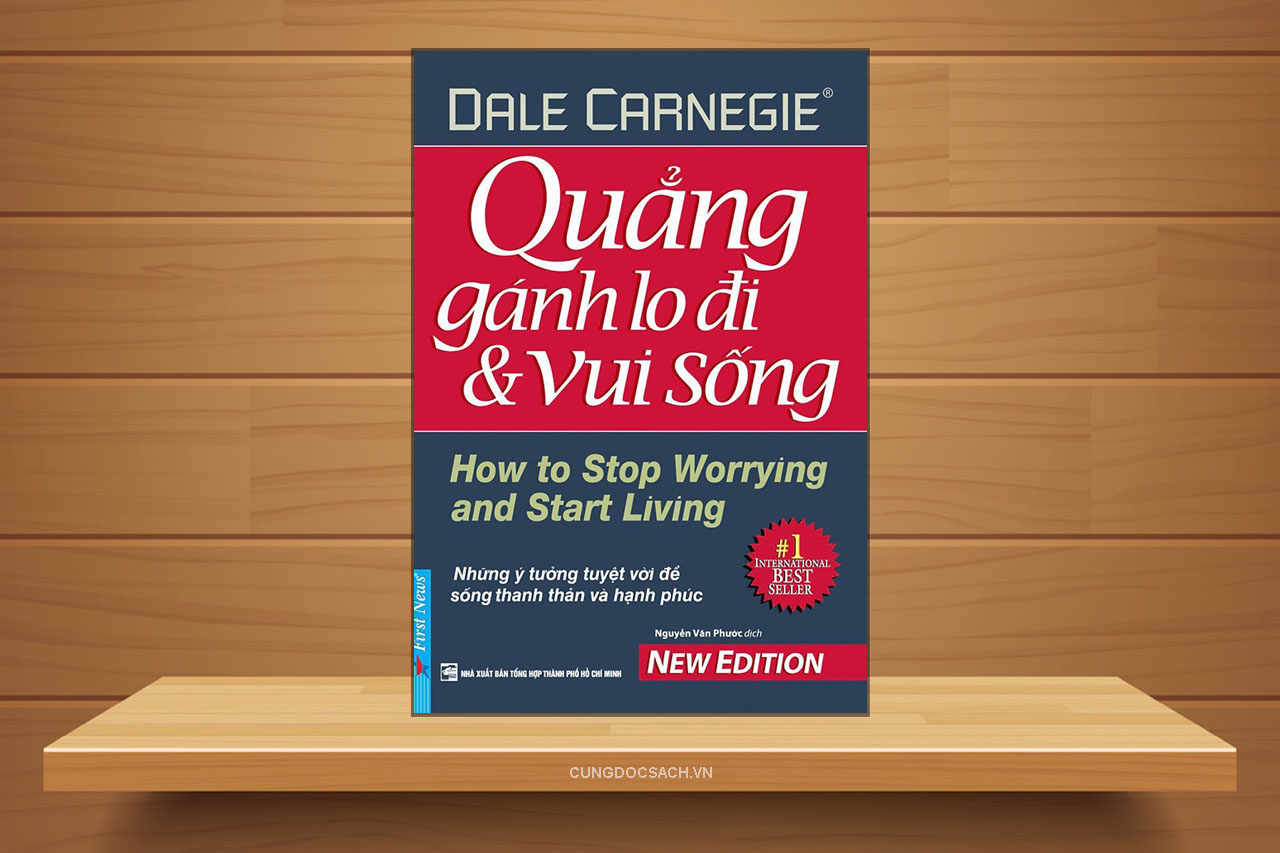 DALE CARNEGIE®
Quẳng
gánh lo đi
& Vui Sống
How to Stop Worrying
and Start Living
#1
INTERNATIONAL
BEST
SELLER
Những ý tưởng tuyệt vời để
sống thanh thản và hạnh phúc
Nguyễn Văn Phước dịch
NEW EDITION
First News
NHÀ XUẤT BẢN TỔNG HỢP THÀNH PHỐ HỒ CHÍ MINH
CUNGDOCSACH.VN